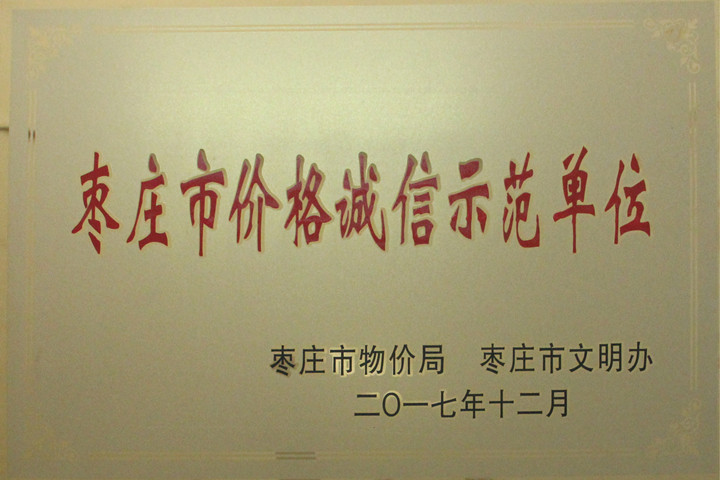 枣庄市价格诚信示范单位
枣庄市物价局 枣庄市文明办
二〇一七年十二月